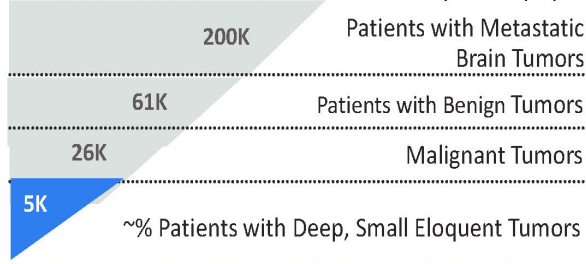 200K
Patients with Metastatic
Brain Tumors
61K
Patients with Benign Tumors
26K
Malignant Tumors
5K
~% Patients with Deep, Small Eloquent Tumors